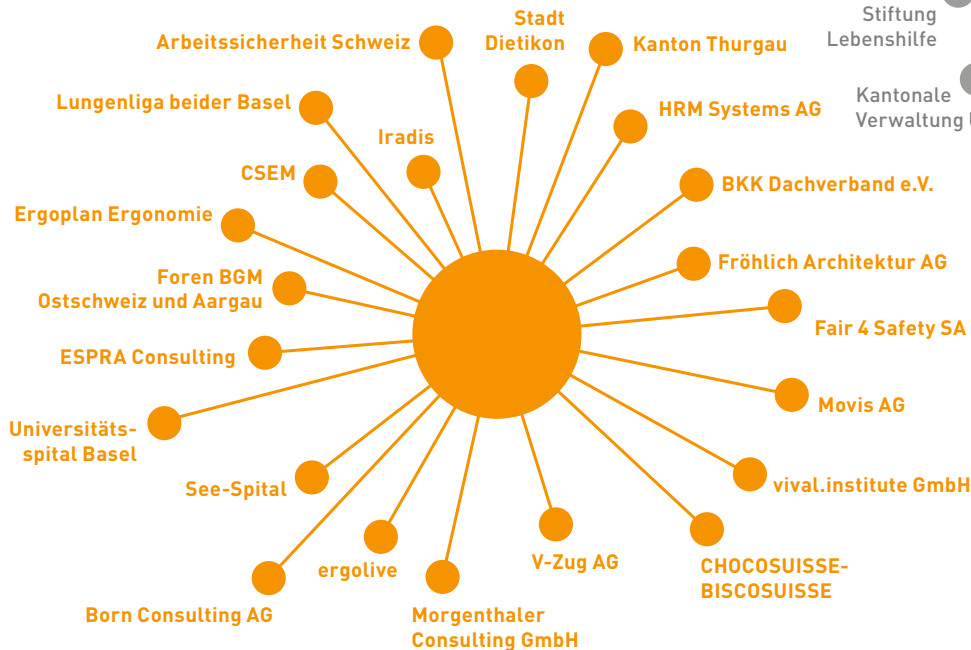 Stadt
Dietikon
Stiftung
Lebenshilfe
Arbeitssicherheit Schweiz
Kanton Thurgau
Kantonale
Verwaltung
Lungenliga beider Basel
HRM Systems AG
Iradis
CSEM
BKK Dachverband e.V.
Ergoplan Ergonomie
Fröhlich Architektur AG
Foren BGM
Ostschweiz und Aargau
Fair 4 Safety SA
ESPRA Consulting
Movis AG
Universitäts-
spital Basel
vival.institute GmbH
See-Spital
V-Zug AG
CHOCOSUISSE-
BISCOSUISSE
ergolive
Born Consulting AG
Morgenthaler
Consulting GmbH